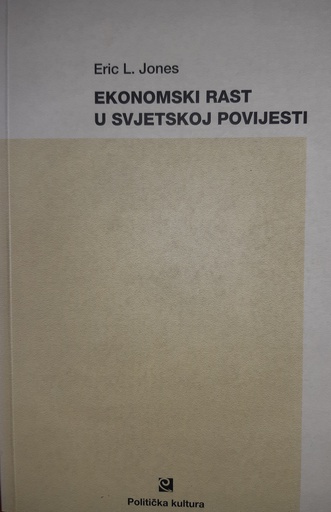 Eric L. Jones
EKONOMSKI RAST
U SVJETSKOJ POVIJESTI
Politička kultura